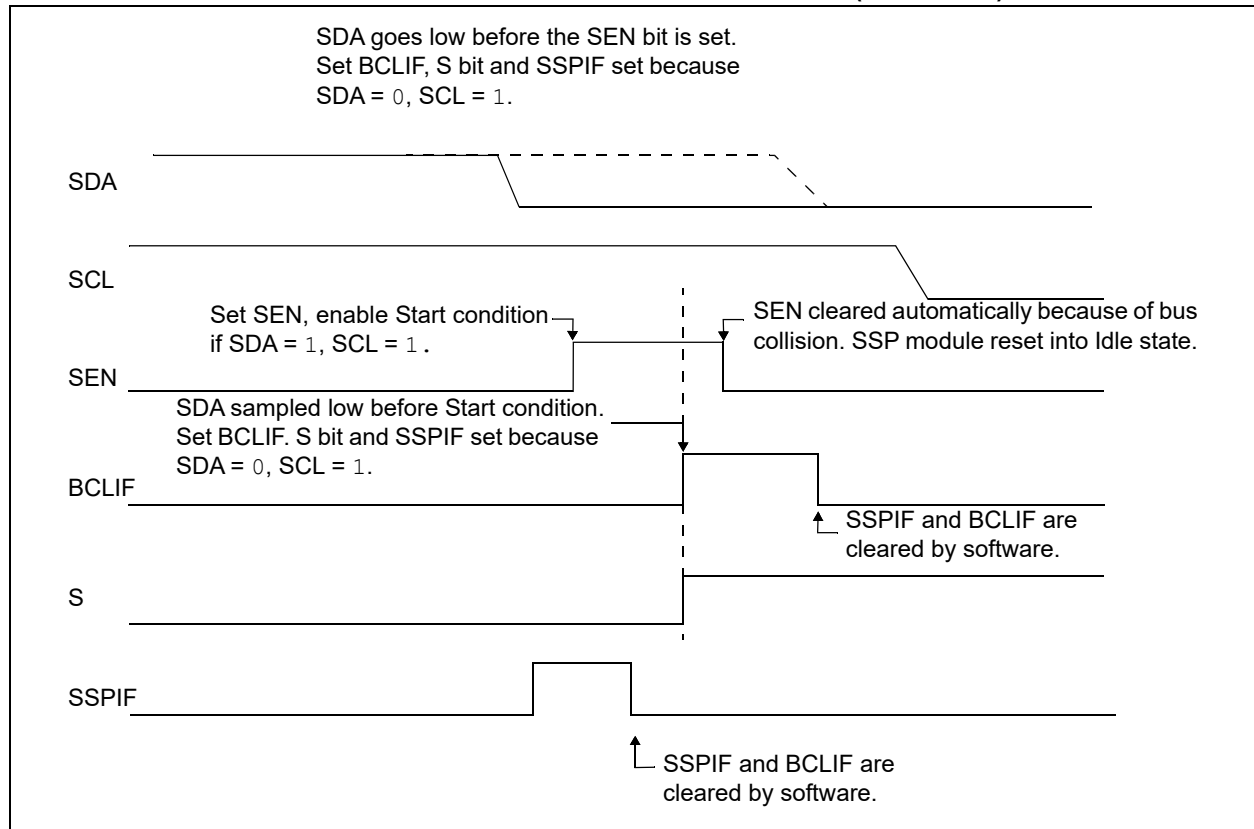 SDA goes low before the SEN bit is set.
Set BCLIF, S bit and SSPIF set because
SDA = 0, SCL = 1.
SDA
SCL
Set SEN, enable Start condition
if SDA = 1, SCL = 1.
SEN cleared automatically because of bus
collision. SSP module reset into Idle state.
SEN
SDA sampled low before Start condition.
Set BCLIF. S bit and SSPIF set because
SDA = 0, SCL = 1.
BCLIF
SSPIF and BCLIF are
cleared by software.
S
SSPIF
SSPIF and BCLIF are
cleared by software.